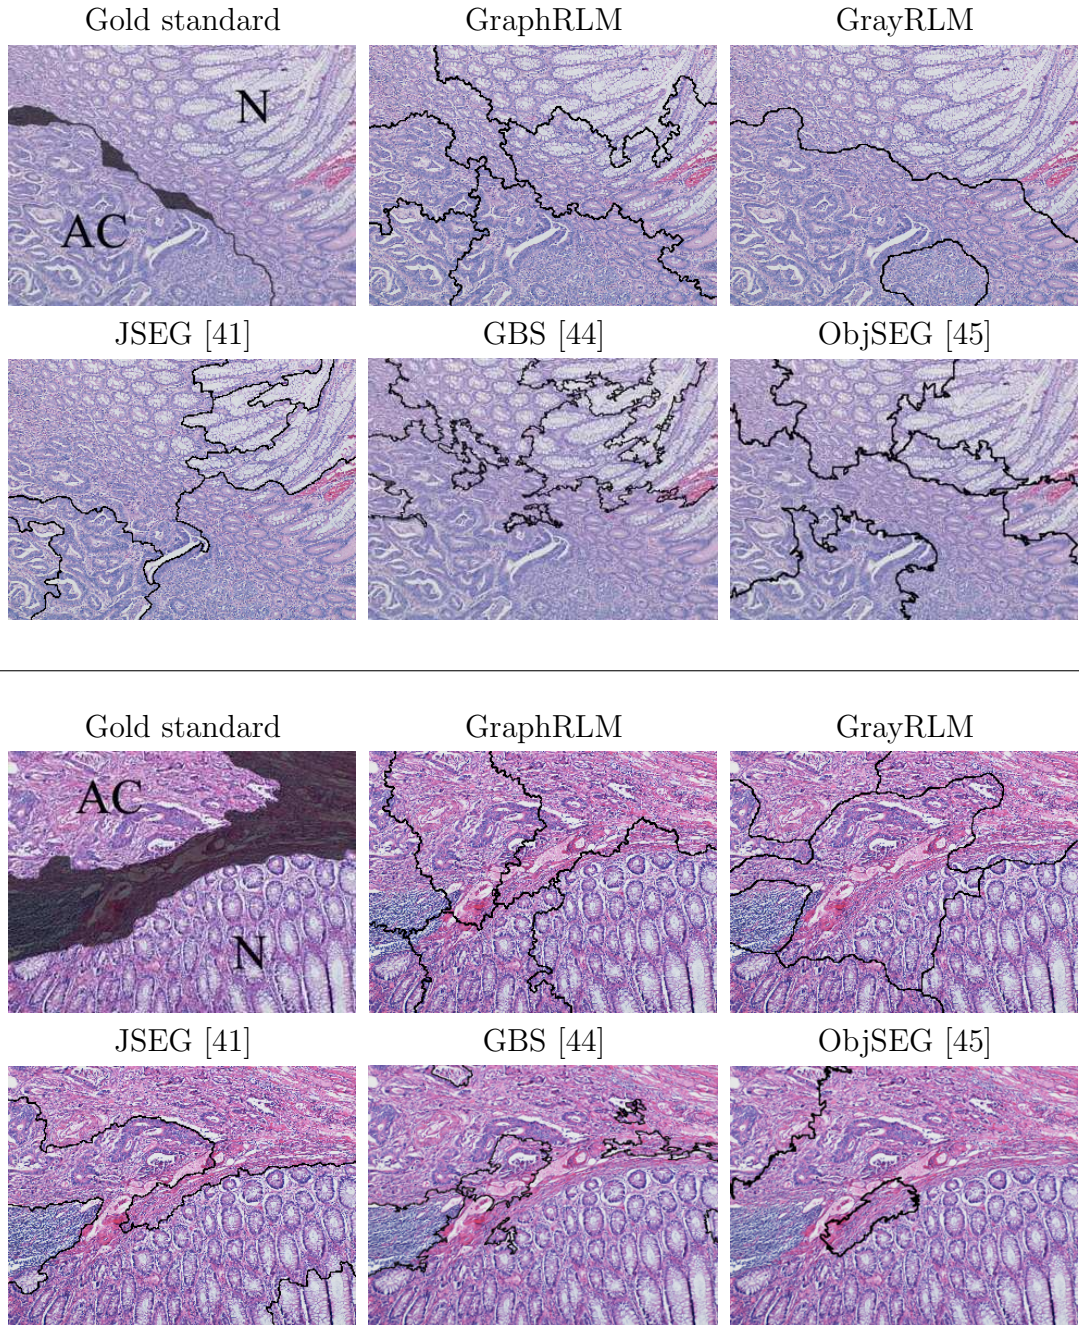 Gold standard GraphRLM GrayRLM
N
AC
JSEG [41] GBS [44] ObjSEG [45]
Gold standard GraphRLM GrayRLM
AC
N
JSEG [41] GBS [44] ObjSEG [45]